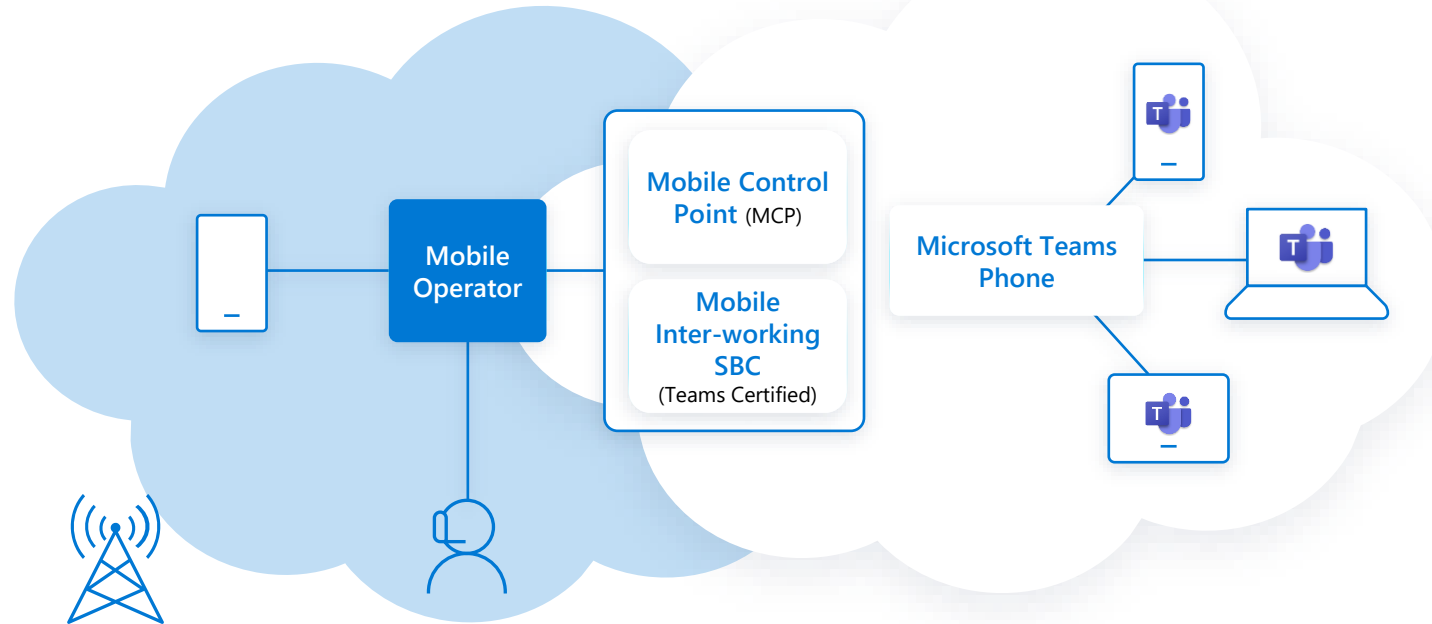 Mobile
Operator
Mobile Control
Point (MCP)
Mobile
Inter-working
SBC
(Teams Certified)
Microsoft Teams
Phone
T
T
T